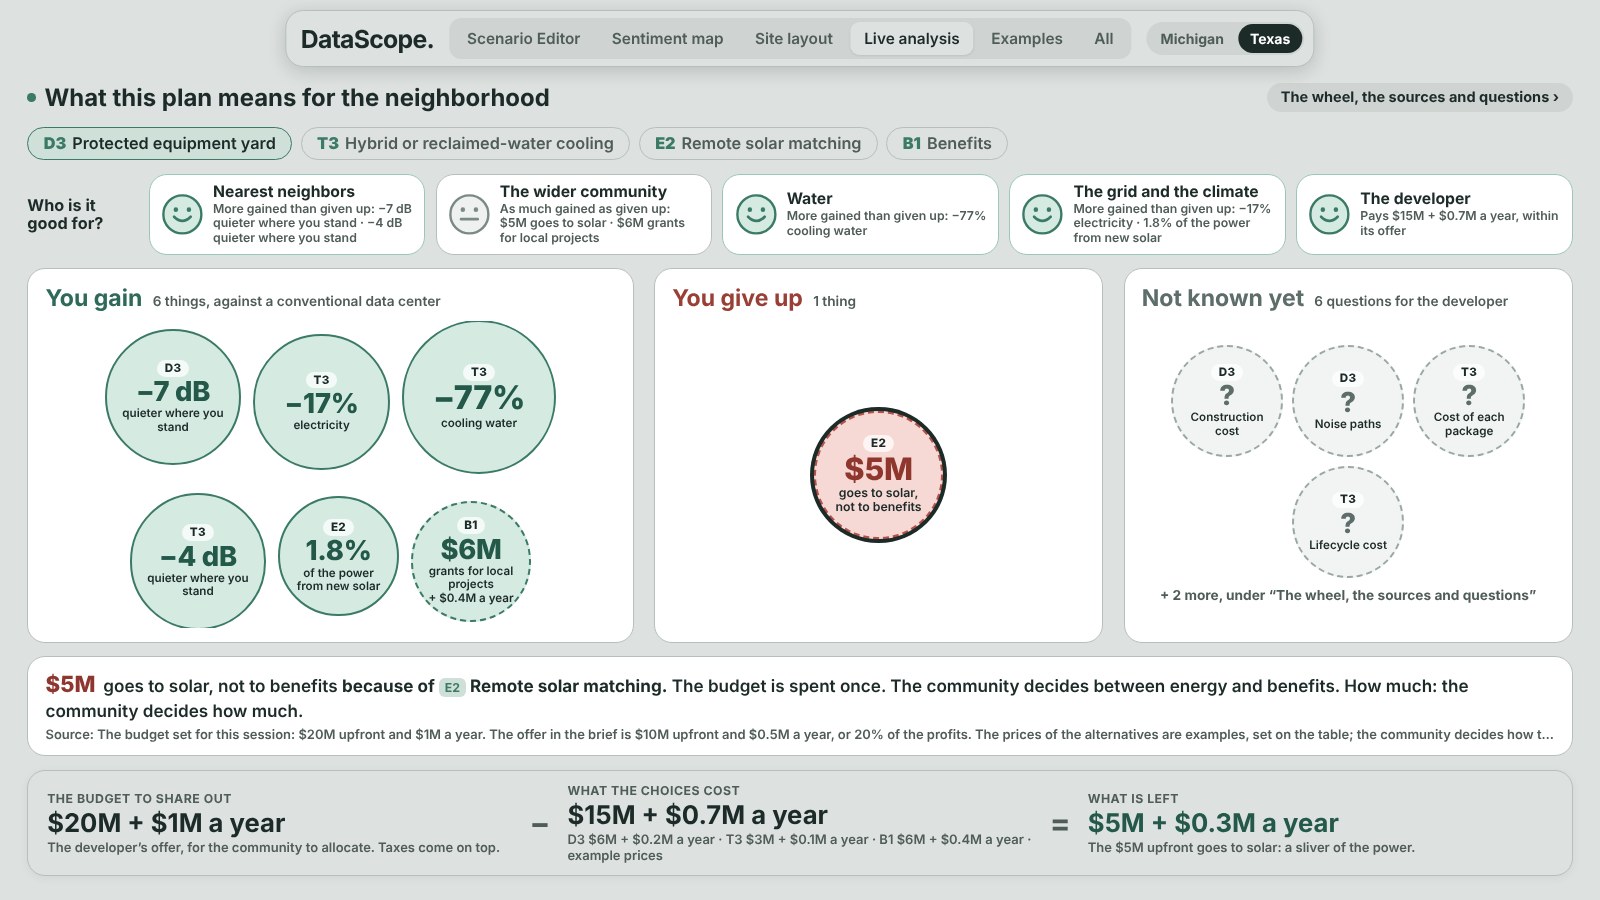 DataScope.
Scenario Editor
Sentiment map
Site layout
Live analysis
Examples
All
Michigan
Texas
What this plan means for the neighborhood
The wheel, the sources and questions ›
D3 Protected equipment yard
T3 Hybrid or reclaimed-water cooling
E2 Remote solar matching
B1 Benefits
Who is it
good for?
Nearest neighbors
More gained than given up: −7 dB
quieter where you stand · −4 dB
quieter where you stand
The wider community
As much gained as given up:
$5M goes to solar · $6M grants
for local projects
Water
More gained than given up: −77%
cooling water
The grid and the climate
More gained than given up: −17%
electricity · 1.8% of the power
from new solar
The developer
Pays $15M + $0.7M a year, within
its offer
You gain 6 things, against a conventional data center
D3
−7 dB
quieter where you
stand
T3
−17%
electricity
T3
−77%
cooling water
T3
−4 dB
quieter where you
stand
E2
1.8%
of the power
from new solar
B1
$6M
grants for local
projects
+ $0.4M a year
You give up 1 thing
E2
$5M
goes to solar,
not to benefits
Not known yet 6 questions for the developer
D3
?
Construction
cost
D3
?
Noise paths
T3
?
Cost of each
package
T3
?
Lifecycle cost
+ 2 more, under “The wheel, the sources and questions”
$5M goes to solar, not to benefits because of E2 Remote solar matching. The budget is spent once. The community decides between energy and benefits. How much: the
community decides how much.
Source: The budget set for this session: $20M upfront and $1M a year. The offer in the brief is $10M upfront and $0.5M a year, or 20% of the profits. The prices of the alternatives are examples, set on the table; the community decides how t...
THE BUDGET TO SHARE OUT
$20M + $1M a year
The developer’s offer, for the community to allocate. Taxes come on top.
−
WHAT THE CHOICES COST
$15M + $0.7M a year
D3 $6M + $0.2M a year · T3 $3M + $0.1M a year · B1 $6M + $0.4M a year ·
example prices
=
WHAT IS LEFT
$5M + $0.3M a year
The $5M upfront goes to solar: a sliver of the power.